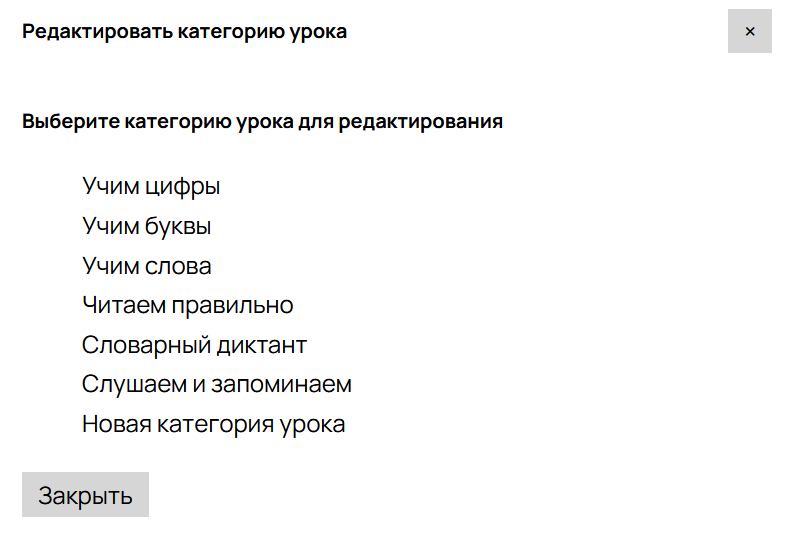 Редактировать категорию урока
×
Выберите категорию урока для редактирования
Учим цифры
Учим буквы
Учим слова
Читаем правильно
Словарный диктант
Слушаем и запоминаем
Новая категория урока
Закрыть